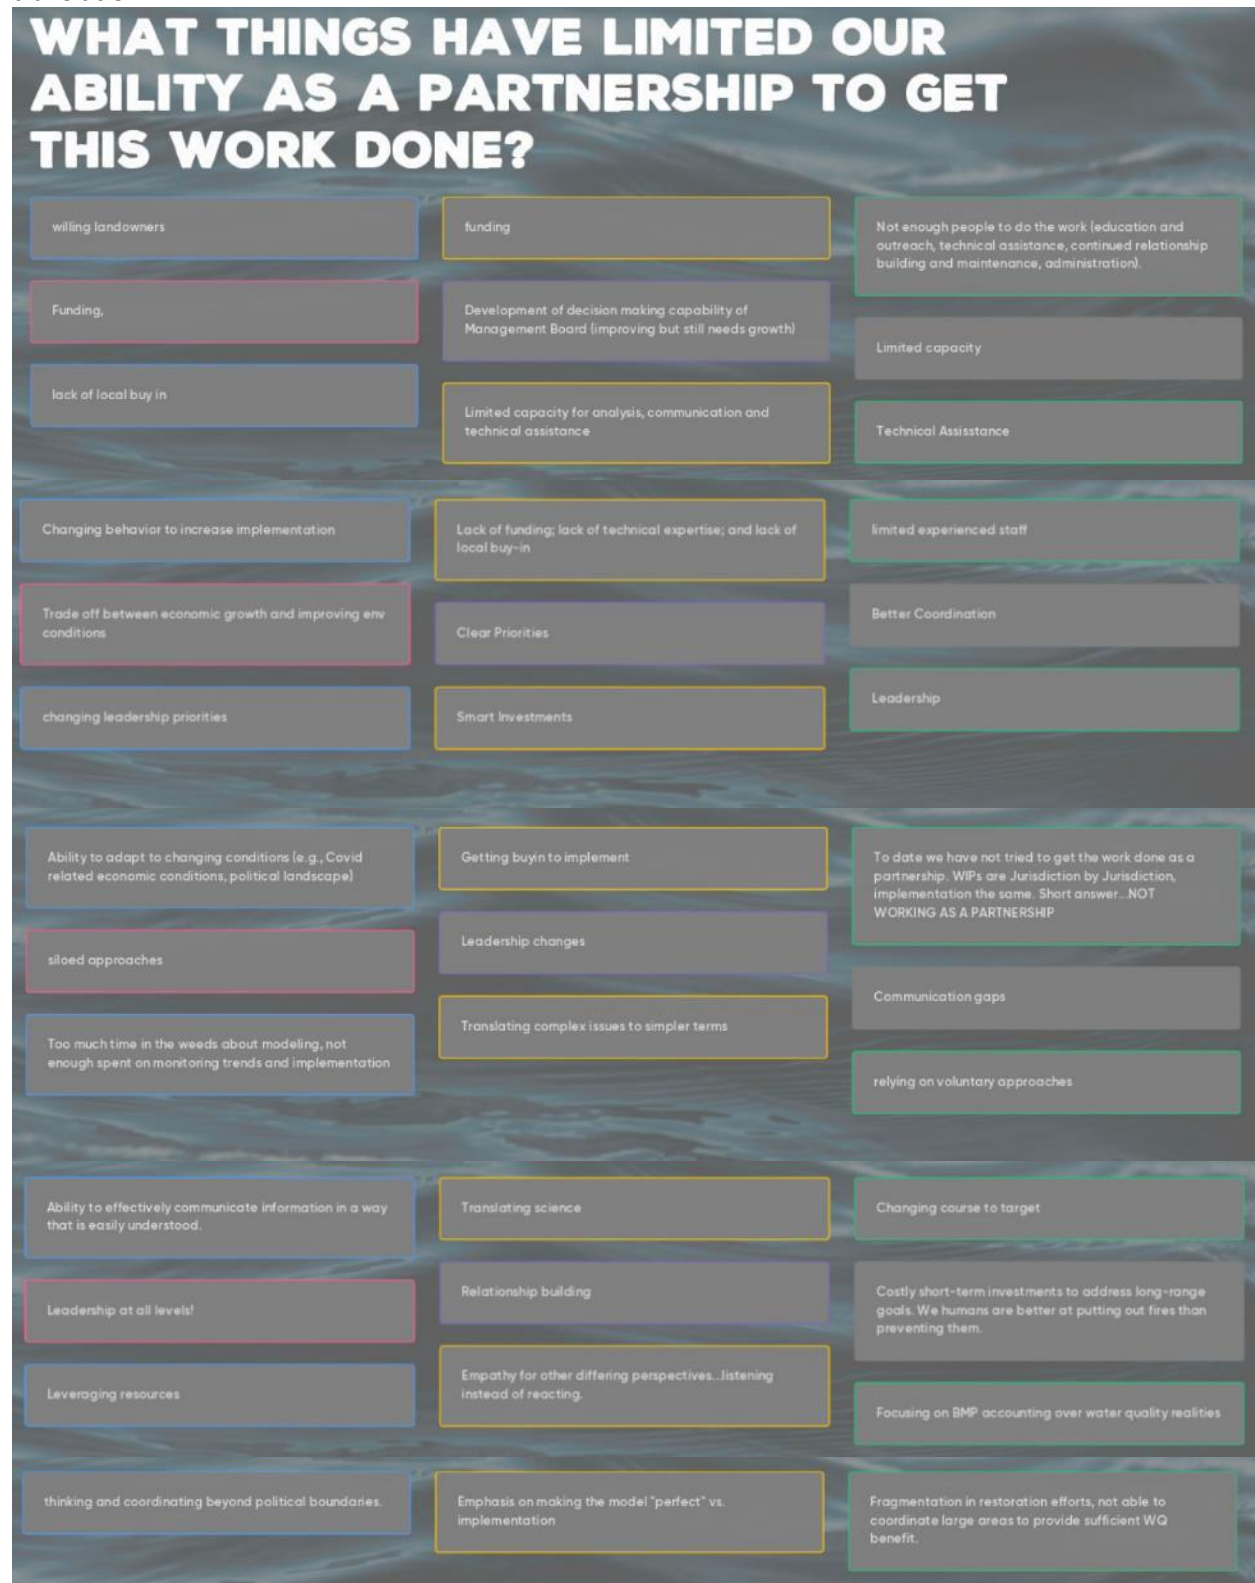 WHAT THINGS HAVE LIMITED OUR
ABILITY AS A PARTNERSHIP TO GET
THIS WORK DONE?
willing landowners
Funding,
lack of local buy in
funding
Development of decision making capability of
Management Board (improving but still needs growth)
Limited capacity for analysis, communication and
technical assistance
Not enough people to do the work (education and
outreach, technical assistance, continued relationship
building and maintenance, administration).
Limited capacity
Technical Assisstance
Changing behavior to increase implementation
Trade off between economic growth and improving env
conditions
changing leadership priorities
Lack of funding; lack of technical expertise; and lack of
local buy-in
Clear Priorities
Smart Investments
limited experienced staff
Better Coordination
Leadership
Ability to adapt to changing conditions (e.g., Covid
related economic conditions, political landscape)
siloed approaches
Too much time in the weeds about modeling, not
enough spent on monitoring trends and implementation
Getting buyin to implement
Leadership changes
Translating complex issues to simpler terms
To date we have not tried to get the work done as a
partnership. WIPs are Jurisdiction by Jurisdiction,
implementation the same. Short answer...NOT
WORKING AS A PARTNERSHIP
Communication gaps
relying on voluntary approaches
Ability to effectively communicate information in a way
that is easily understood.
Leadership at all levels!
Leveraging resources
Translating science
Relationship building
Empathy for other differing perspectives...listening
instead of reacting.
Changing course to target
Costly short-term investments to address long-range
goals. We humans are better at putting out fires than
preventing them.
Focusing on BMP accounting over water quality realities
thinking and coordinating beyond political boundaries.
Emphasis on making the model "perfect" vs.
implementation
Fragmentation in restoration efforts, not able to
coordinate large areas to provide sufficient WQ
benefit.